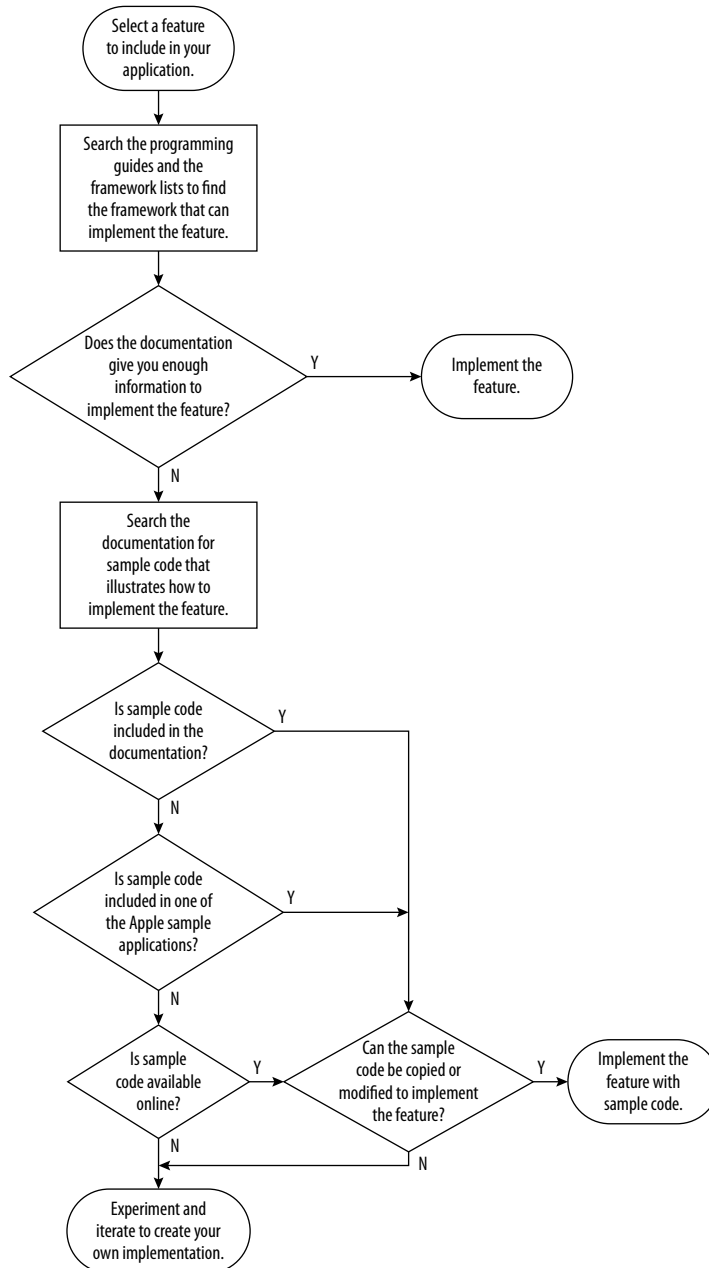 Select a feature
to include in your
application.
Search the programming
guides and the
framework lists to find
the framework that can
implement the feature.
Does the documentation
give you enough
information to
implement the feature?
Y
Implement the
feature.
N
Search the
documentation for
sample code that
illustrates how to
implement the feature.
Is sample code
included in the
documentation?
Y
N
Is sample code
included in one of
the Apple sample
applications?
Y
N
Is sample
code available
online?
Y
Can the sample
code be copied or
modified to implement
the feature?
Y
Implement the
feature with
sample code.
N
N
Experiment and
iterate to create your
own implementation.